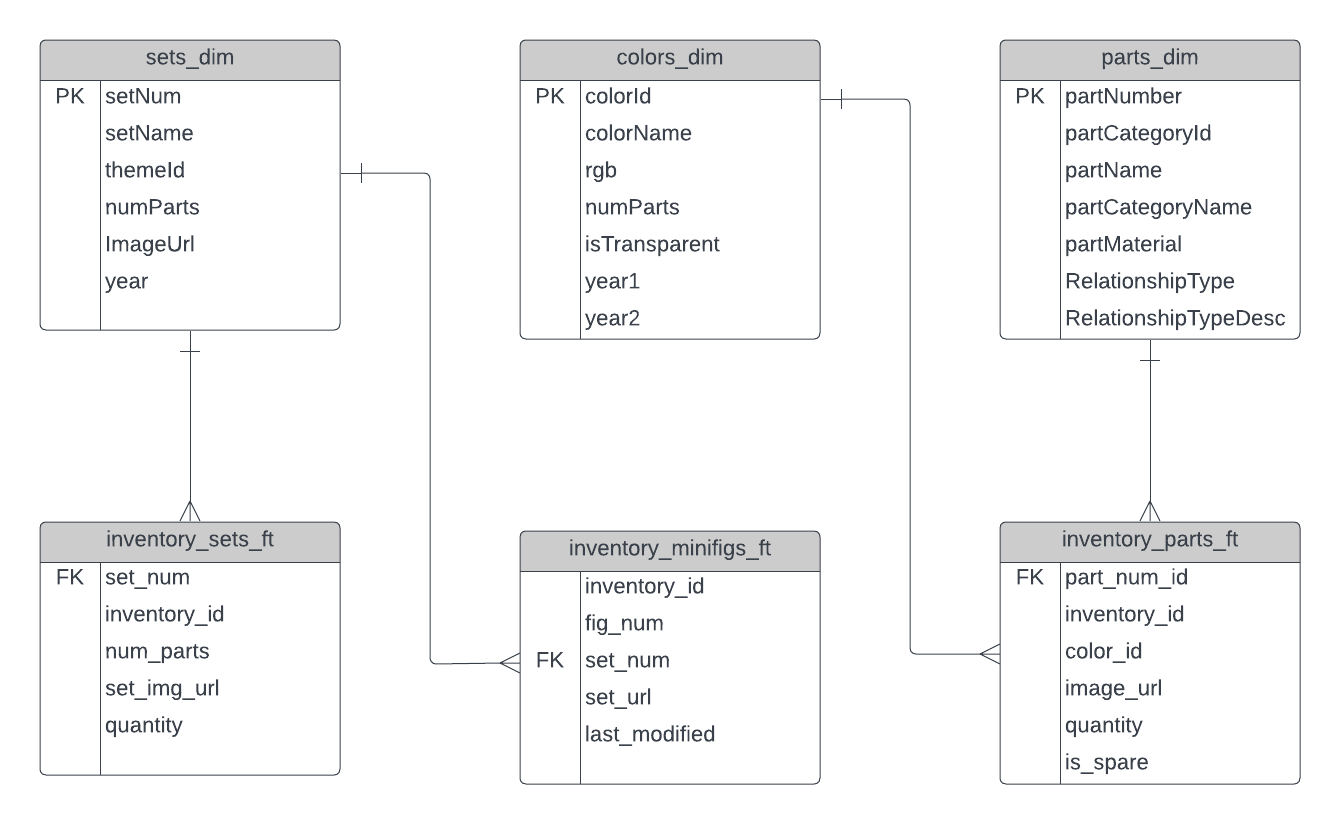 sets_dim
PK setNum
setName
themeId
numParts
ImageUrl
year
colors_dim
PK colorId
colorName
rgb
numParts
isTransparent
year1
year2
parts_dim
PK partNumber
partCategoryId
partName
partCategoryName
partMaterial
RelationshipType
RelationshipTypeDesc
inventory_sets_ft
FK set_num
inventory_id
num_parts
set_img_url
quantity
inventory_minifigs_ft
inventory_id
fig_num
FK set_num
set_url
last_modified
inventory_parts_ft
FK part_num_id
inventory_id
color_id
image_url
quantity
is_spare